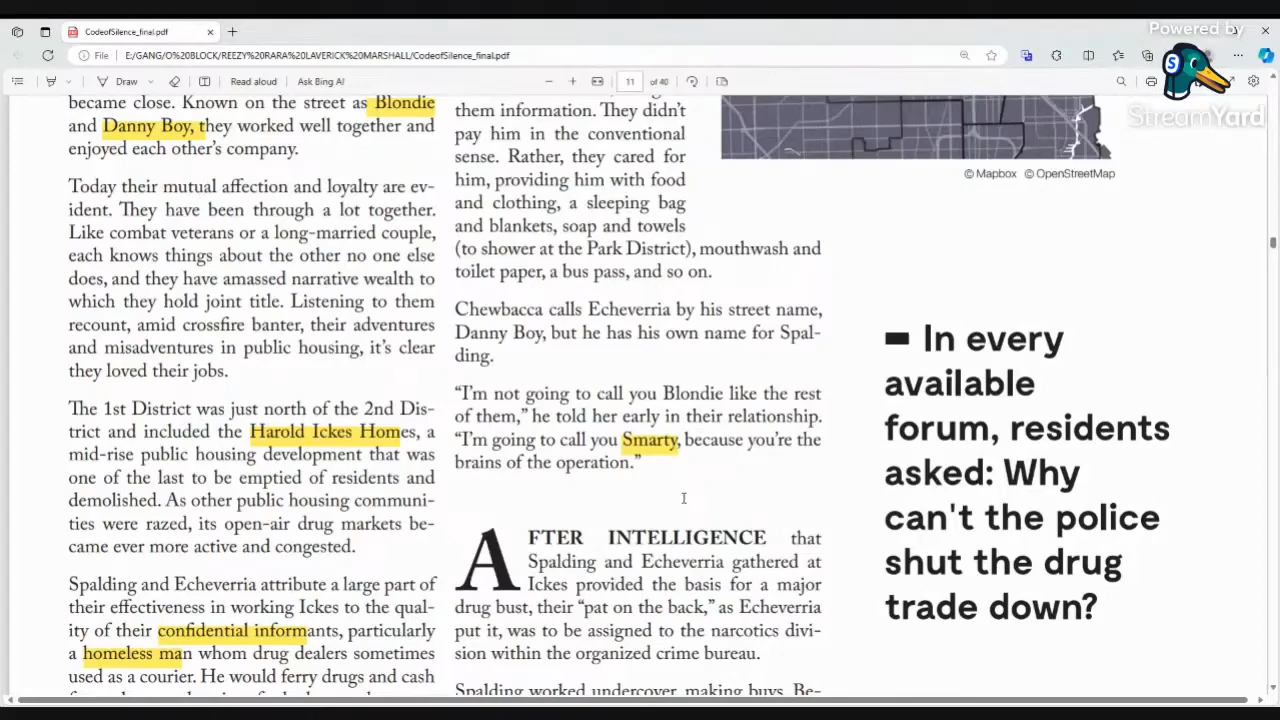 Powered by
StreamYard
CodeofSilence_final.pdf
File
E:/GANG/O%20BLOCK/REEZY%20RARA%20LAVERICK%20MARSHALL/CodeofSilence_final.pdf
Draw
Read aloud
Ask Bing AI
11
of 40
became close. Known on the street as Blondie
and Danny Boy, they worked well together and
enjoyed each other’s company.
Today their mutual affection and loyalty are ev-
ident. They have been through a lot together.
Like combat veterans or a long-married couple,
each knows things about the other no one else
does, and they have amassed narrative wealth to
which they hold joint title. Listening to them
recount, amid crossfire banter, their adventures
and misadventures in public housing, it’s clear
they loved their jobs.
The 1st District was just north of the 2nd Dis-
trict and included the Harold Ickes Homes, a
mid-rise public housing development that was
one of the last to be emptied of residents and
demolished. As other public housing communi-
ties were razed, its open-air drug markets be-
came ever more active and congested.
Spalding and Echeverria attribute a large part of
their effectiveness in working Ickes to the qual-
ity of their confidential informants, particularly
a homeless man whom drug dealers sometimes
used as a courier. He would ferry drugs and cash
them information. They didn’t
pay him in the conventional
sense. Rather, they cared for
him, providing him with food
and clothing, a sleeping bag
and blankets, soap and towels
(to shower at the Park District), mouthwash and
toilet paper, a bus pass, and so on.
Chewbacca calls Echeverria by his street name,
Danny Boy, but he has his own name for Spal-
ding.
“I’m not going to call you Blondie like the rest
of them,” he told her early in their relationship.
“I’m going to call you Smarty, because you’re the
brains of the operation.”
AFTER INTELLIGENCE that
Spalding and Echeverria gathered at
Ickes provided the basis for a major
drug bust, their “pat on the back,” as Echeverria
put it, was to be assigned to the narcotics divi-
sion within the organized crime bureau.
Spalding worked undercover, making buys. Be-
© Mapbox © OpenStreetMap
In every
available
forum, residents
asked: Why
can't the police
shut the drug
trade down?